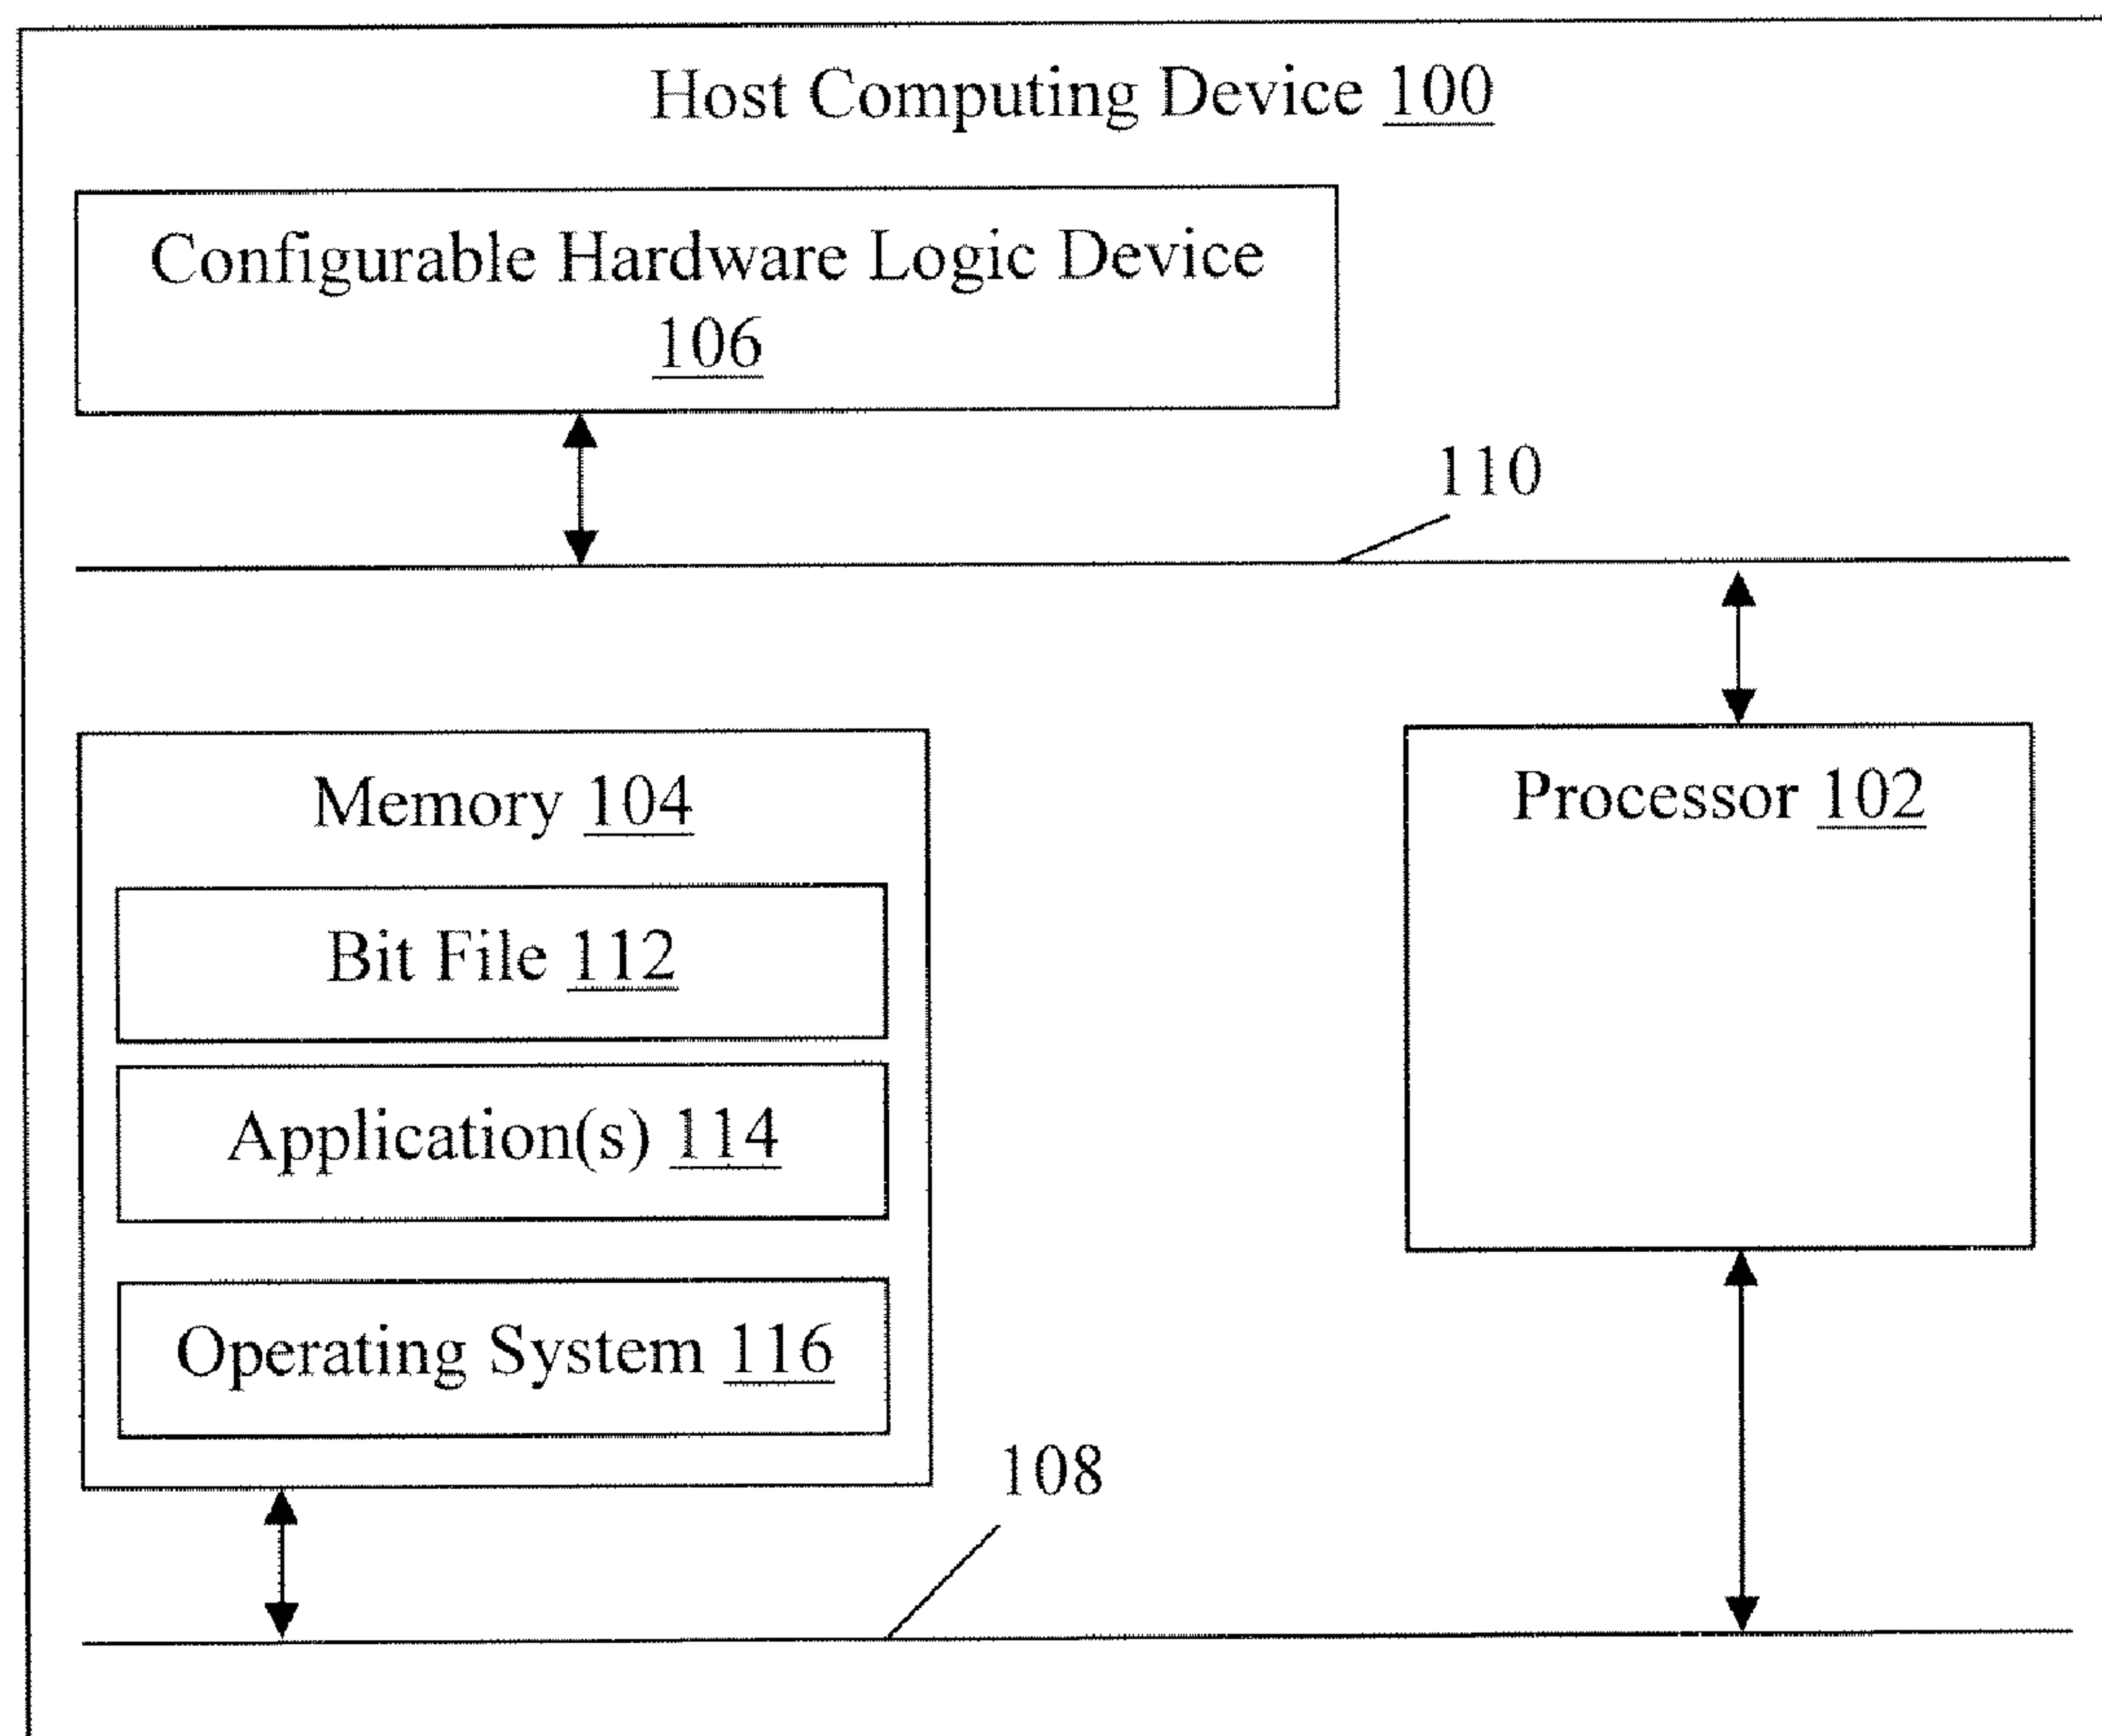 Host Computing Device 100
Configurable Hardware Logic Device
106
110
Memory 104
Processor 102
Bit File 112
Application(s) 114
Operating System 116
108